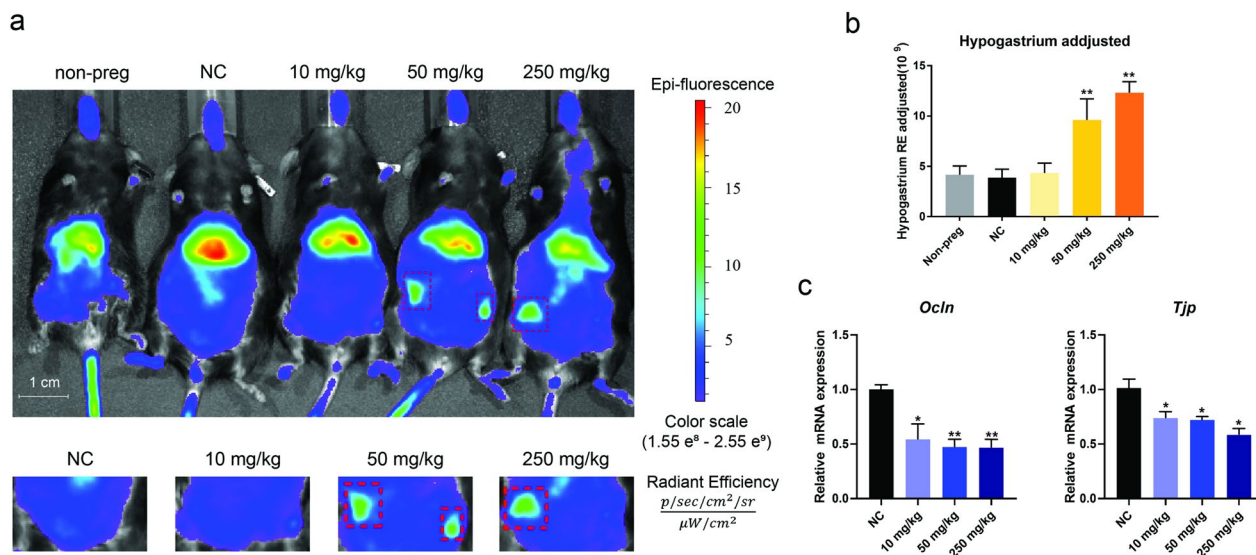 a
non-preg NC 10 mg/kg 50 mg/kg 250 mg/kg
Epi-fluorescence
20
15
10
5
1 cm
Color scale
(1.55 e⁸ - 2.55 e⁹)
NC 10 mg/kg 50 mg/kg 250 mg/kg
Radiant Efficiency
p/sec/cm²/sr
μW/cm²
b
Hypogastrium addjusted
Hypogastrium RE addjusted(10⁹)
15
10
5
0
**
**
Non-preg NC 10 mg/kg 50 mg/kg 250 mg/kg
c
Ocln
Relative mRNA expression
1.5
1.0
0.5
0.0
* ** **
NC 10 mg/kg 50 mg/kg 250 mg/kg
Tjp
Relative mRNA expression
1.5
1.0
0.5
0.0
* * *
NC 10 mg/kg 50 mg/kg 250 mg/kg